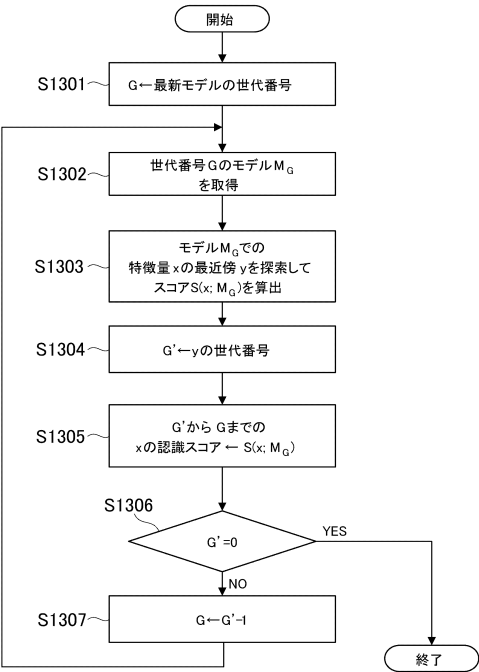 開始
S1301
G←最新モデルの世代番号
S1302
世代番号GのモデルMG
を取得
S1303
モデルMGでの
特徴量xの最近傍yを探索して
スコアS(x; MG)を算出
S1304
G'←yの世代番号
S1305
G'からGまでの
xの認識スコア ← S(x; MG)
S1306
G'=0
YES
NO
S1307
G←G'-1
終了